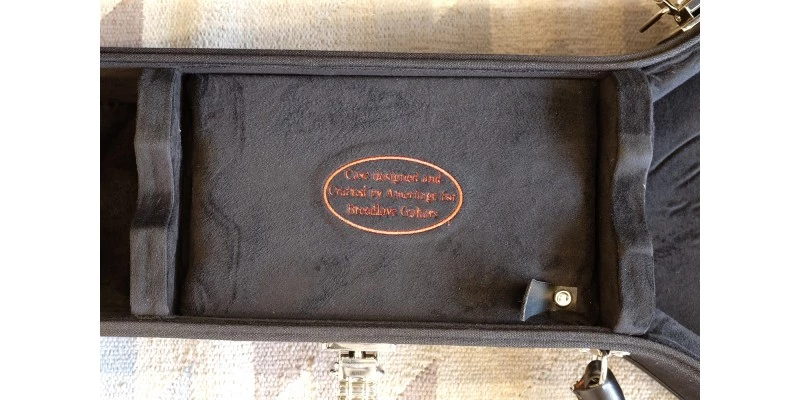 Case designed and
Crafted by Ameritage for
Breedlove Guitars